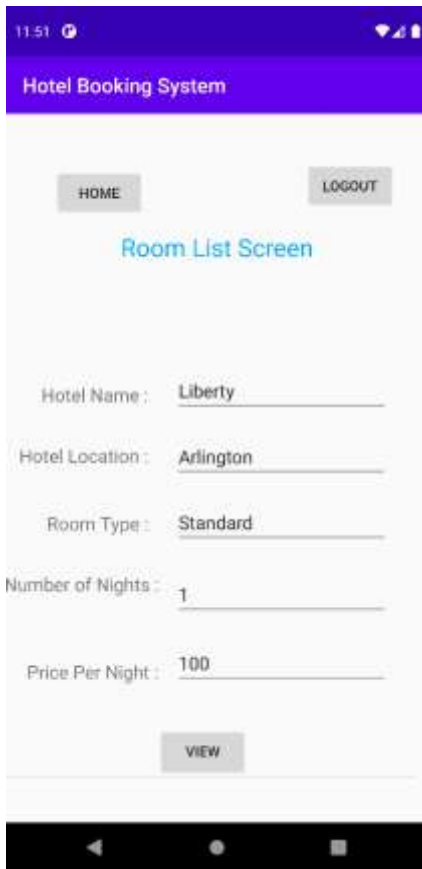 11:51
Hotel Booking System
HOME
LOGOUT
Room List Screen
Hotel Name : Liberty
Hotel Location : Arlington
Room Type : Standard
Number of Nights : 1
Price Per Night : 100
VIEW